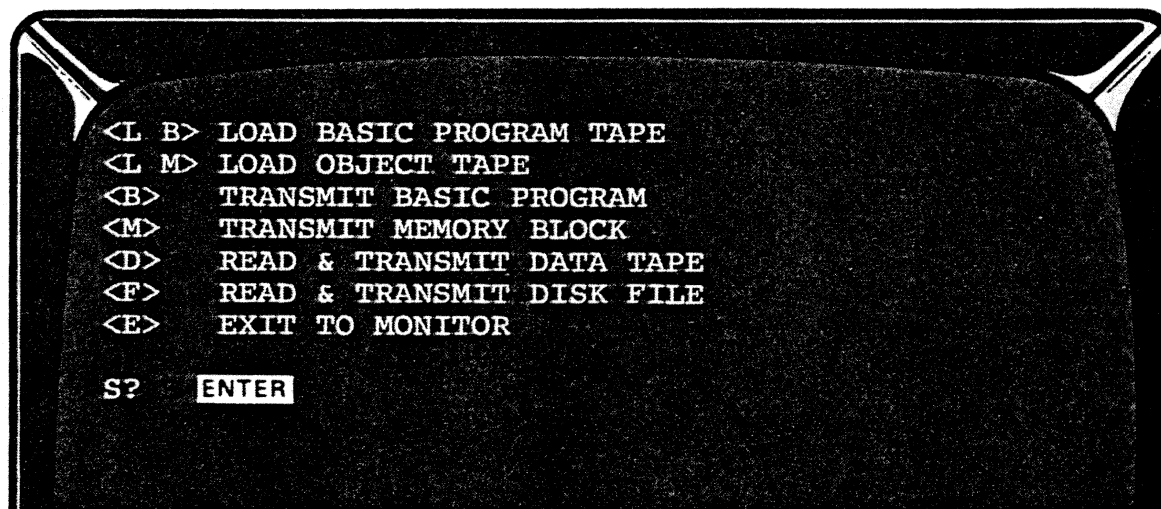 <L B> LOAD BASIC PROGRAM TAPE
<L M> LOAD OBJECT TAPE
<B> TRANSMIT BASIC PROGRAM
<M> TRANSMIT MEMORY BLOCK
<D> READ & TRANSMIT DATA TAPE
<F> READ & TRANSMIT DISK FILE
<E> EXIT TO MONITOR
S? ENTER